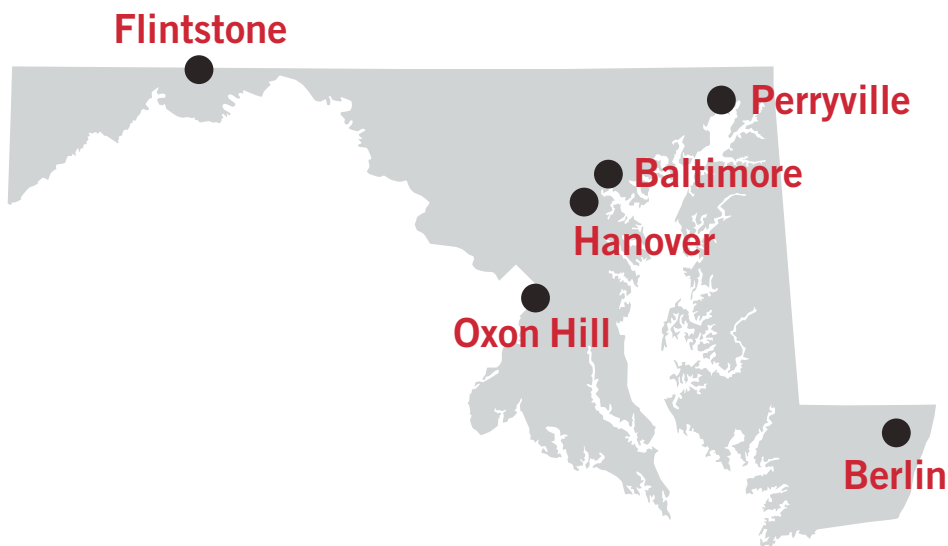 Flintstone
Perryville
Baltimore
Hanover
Oxon Hill
Berlin